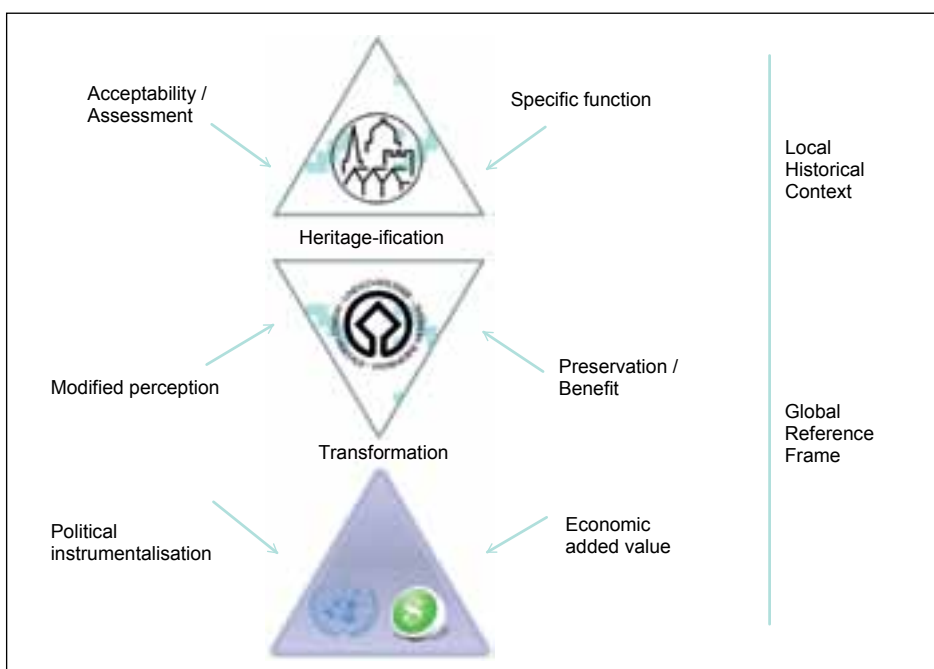 Acceptability /
Assessment
Specific function
Local
Historical
Context
Heritage-ification
Modified perception
Preservation /
Benefit
Global
Reference
Frame
Transformation
Political
instrumentalisation
Economic
added value